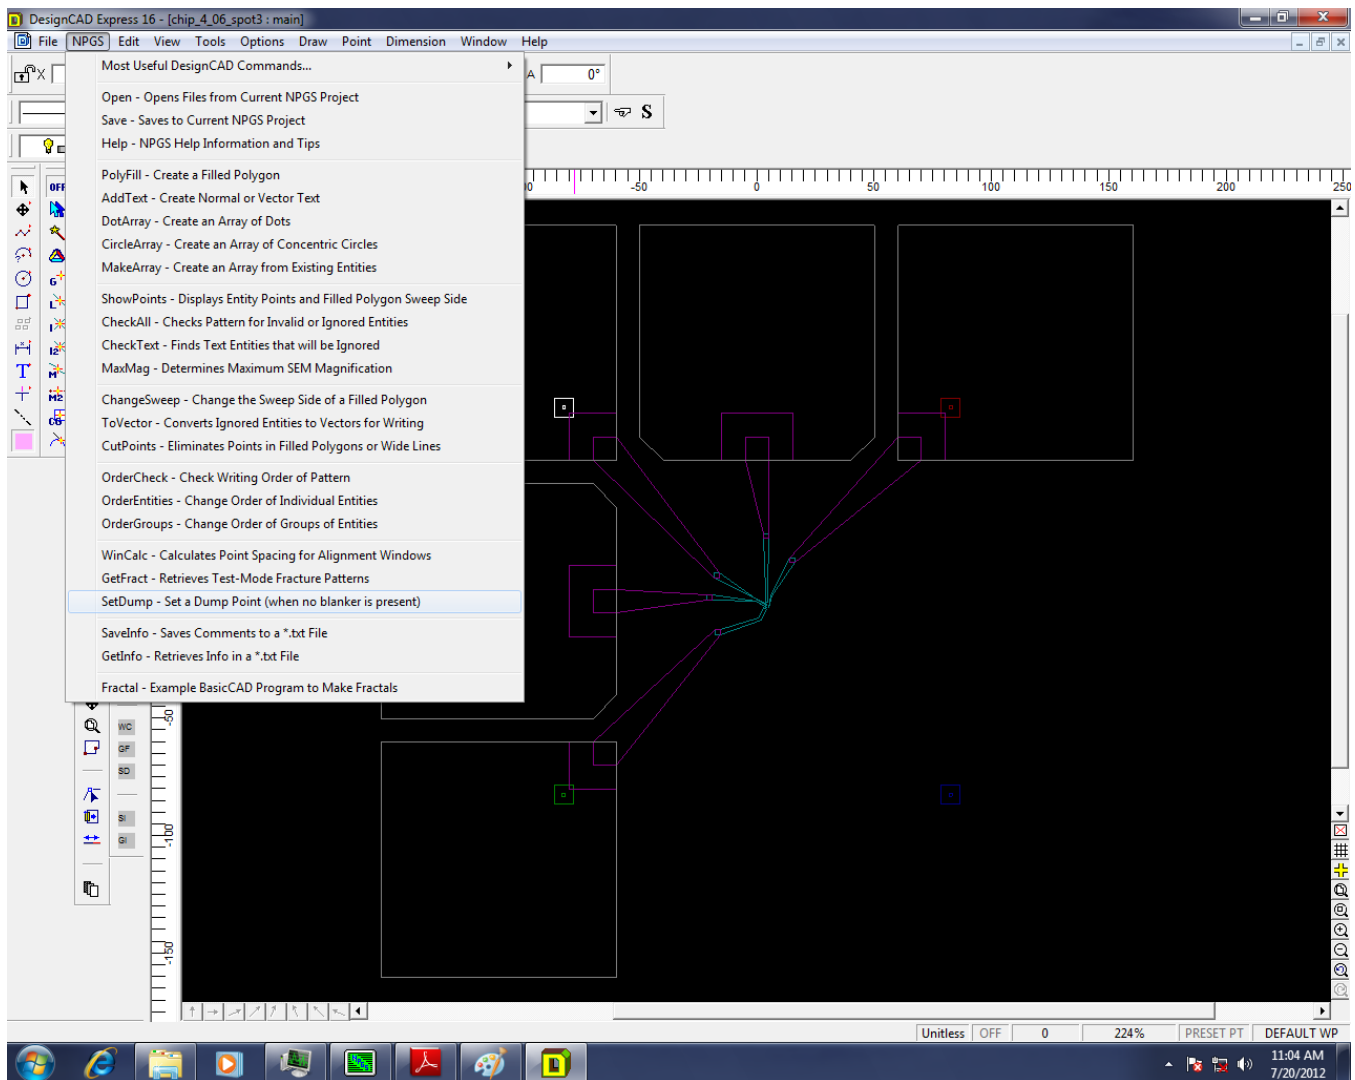 DesignCAD Express 16 - [chip_4_06_spot3 : main]
File NPGS Edit View Tools Options Draw Point Dimension Window Help
Most Useful DesignCAD Commands...
X
A 0°
Open - Opens Files from Current NPGS Project
Save - Saves to Current NPGS Project
S
Help - NPGS Help Information and Tips
PolyFill - Create a Filled Polygon
OFF
-50 0 50 100 150 200 250
AddText - Create Normal or Vector Text
DotArray - Create an Array of Dots
CircleArray - Create an Array of Concentric Circles
MakeArray - Create an Array from Existing Entities
ShowPoints - Displays Entity Points and Filled Polygon Sweep Side
CheckAll - Checks Pattern for Invalid or Ignored Entities
CheckText - Finds Text Entities that will be Ignored
MaxMag - Determines Maximum SEM Magnification
ChangeSweep - Change the Sweep Side of a Filled Polygon
ToVector - Converts Ignored Entities to Vectors for Writing
CutPoints - Eliminates Points in Filled Polygons or Wide Lines
OrderCheck - Check Writing Order of Pattern
OrderEntities - Change Order of Individual Entities
OrderGroups - Change Order of Groups of Entities
WinCalc - Calculates Point Spacing for Alignment Windows
GetFract - Retrieves Test-Mode Fracture Patterns
SetDump - Set a Dump Point (when no blanker is present)
SaveInfo - Saves Comments to a *.txt File
GetInfo - Retrieves Info in a *.txt File
Fractal - Example BasicCAD Program to Make Fractals
-50
WC
GF
SD
SI
-100
GI
-150
Unitless OFF 0 224% PRESET PT DEFAULT WP
11:04 AM
7/20/2012